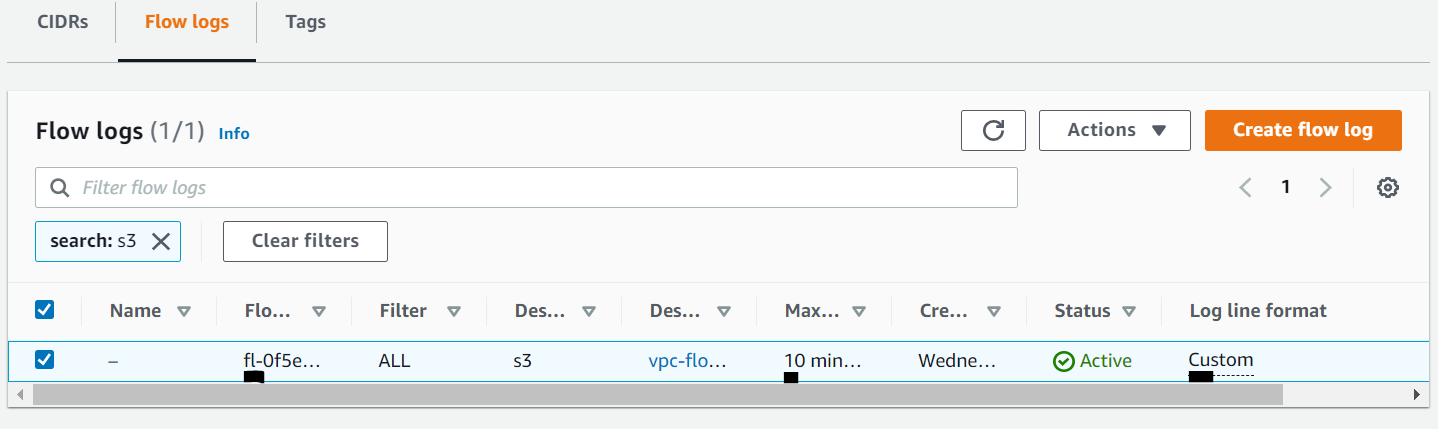 CIDRs Flow logs Tags
Flow logs (1/1) Info Actions Create flow log
Filter flow logs 1
search: s3 Clear filters
Name Flo... Filter Des... Des... Max... Cre... Status Log line format
– fl-0f5e... ALL s3 vpc-flo... 10 min... Wedne... Active Custom